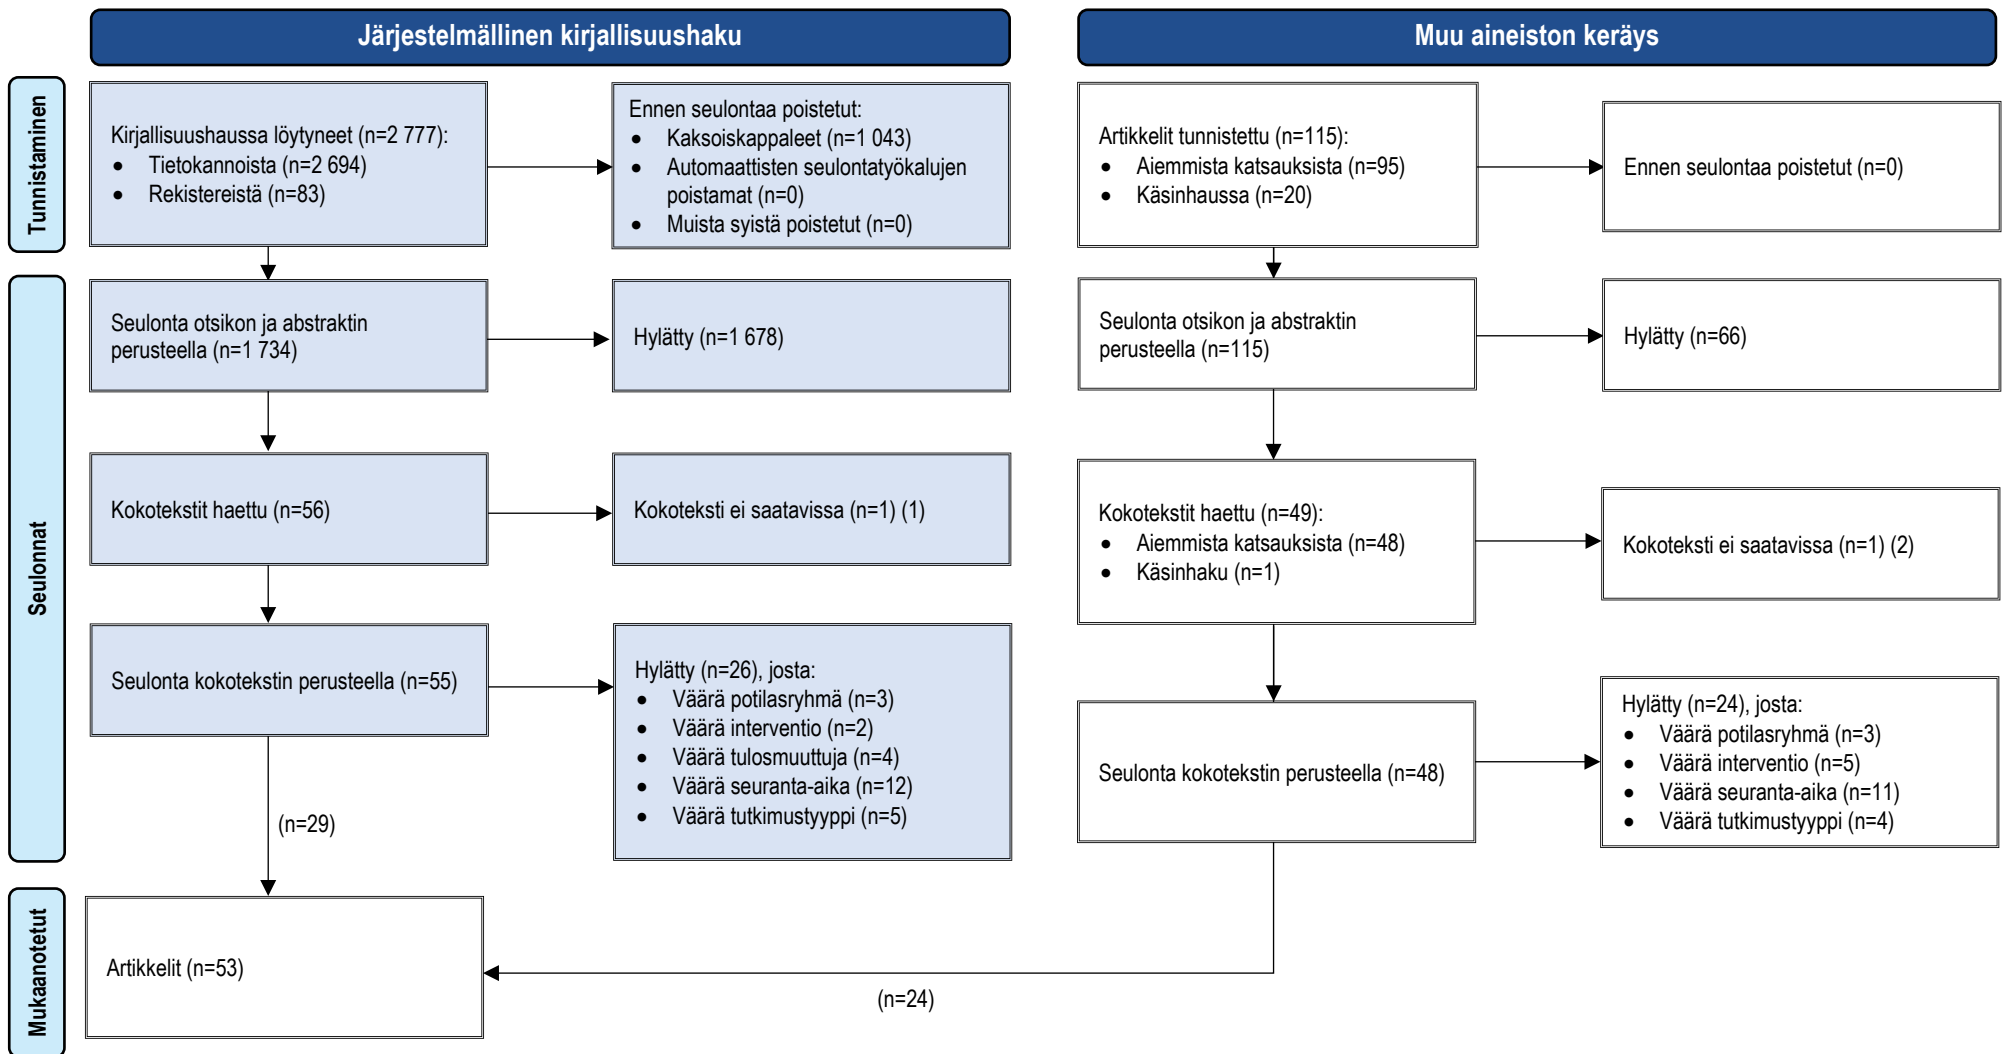 Järjestelmällinen kirjallisuushaku
Muu aineiston keräys
Tunnistaminen
Kirjallisuushaussa löytyneet (n=2 777):
• Tietokannoista (n=2 694)
• Rekistereistä (n=83)
Ennen seulontaa poistetut:
• Kaksoiskappaleet (n=1 043)
• Automaattisten seulontatyökalujen
poistamat (n=0)
• Muista syistä poistetut (n=0)
Artikkelit tunnistettu (n=115):
• Aiemmista katsauksista (n=95)
• Käsinhaussa (n=20)
Ennen seulontaa poistetut (n=0)
Seulonnat
Seulonta otsikon ja abstraktin
perusteella (n=1 734)
Hylätty (n=1 678)
Seulonta otsikon ja abstraktin
perusteella (n=115)
Hylätty (n=66)
Kokotekstit haettu (n=56)
Kokoteksti ei saatavissa (n=1) (1)
Kokotekstit haettu (n=49):
• Aiemmista katsauksista (n=48)
• Käsinhaku (n=1)
Kokoteksti ei saatavissa (n=1) (2)
Seulonta kokotekstin perusteella (n=55)
Hylätty (n=26), josta:
• Väärä potilasryhmä (n=3)
• Väärä interventio (n=2)
• Väärä tulosmuuttuja (n=4)
• Väärä seuranta-aika (n=12)
• Väärä tutkimustyyppi (n=5)
Seulonta kokotekstin perusteella (n=48)
Hylätty (n=24), josta:
• Väärä potilasryhmä (n=3)
• Väärä interventio (n=5)
• Väärä seuranta-aika (n=11)
• Väärä tutkimustyyppi (n=4)
(n=29)
Mukaanotetut
Artikkelit (n=53)
(n=24)